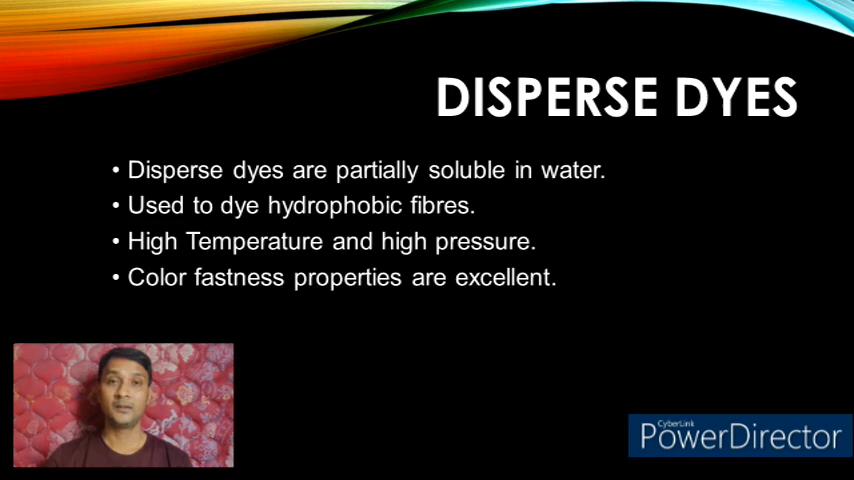 DISPERSE DYES
• Disperse dyes are partially soluble in water.
• Used to dye hydrophobic fibres.
• High Temperature and high pressure.
• Color fastness properties are excellent.
CyberLink
PowerDirector